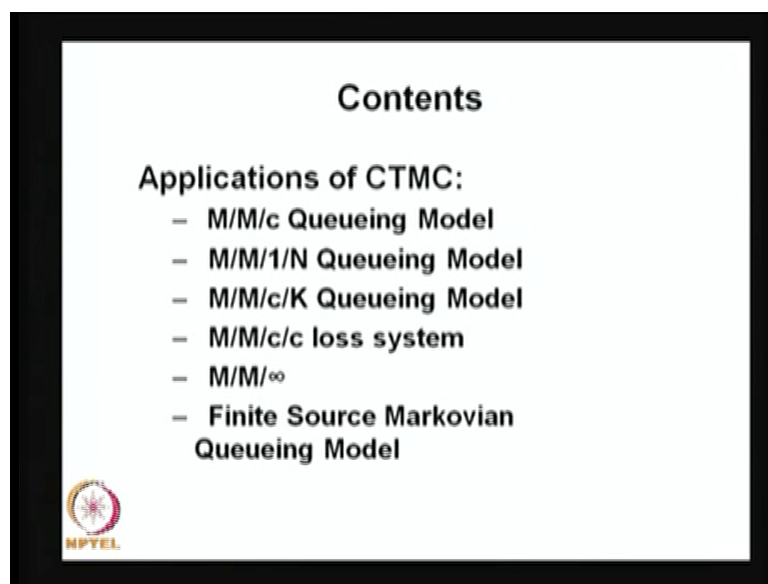 Contents
Applications of CTMC:
– M/M/c Queueing Model
– M/M/1/N Queueing Model
– M/M/c/K Queueing Model
– M/M/c/c loss system
– M/M/∞
– Finite Source Markovian
Queueing Model
NPTEL